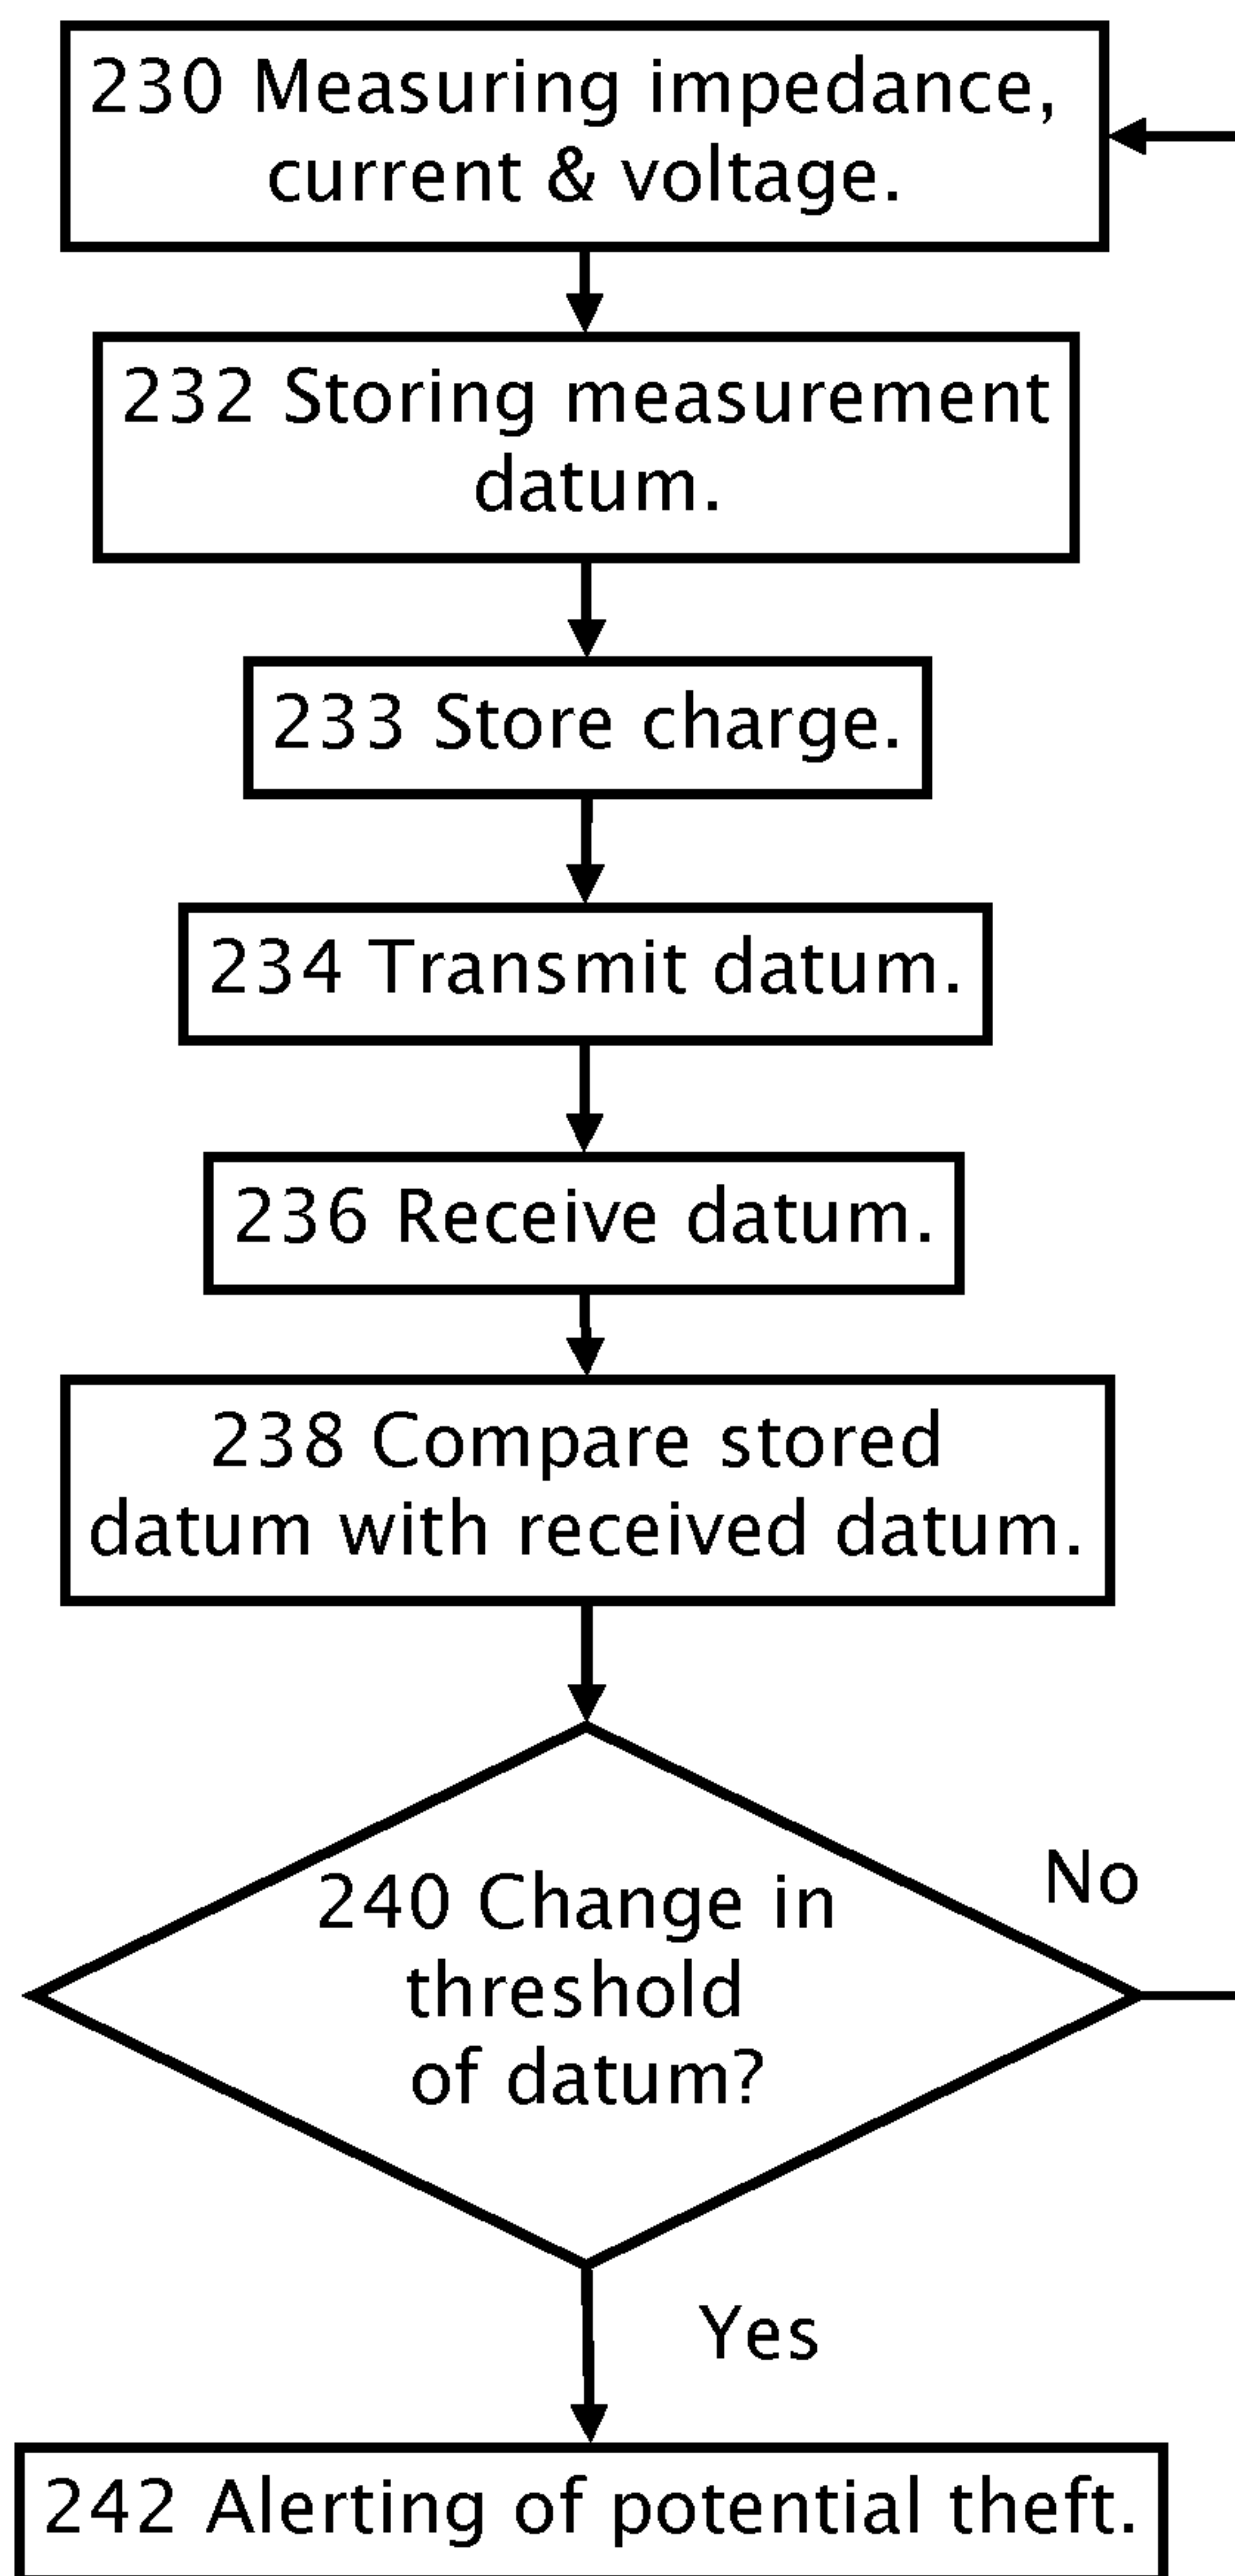 230 Measuring impedance,
current & voltage.
232 Storing measurement
datum.
233 Store charge.
234 Transmit datum.
236 Receive datum.
238 Compare stored
datum with received datum.
240 Change in
threshold
of datum?
No
Yes
242 Alerting of potential theft.